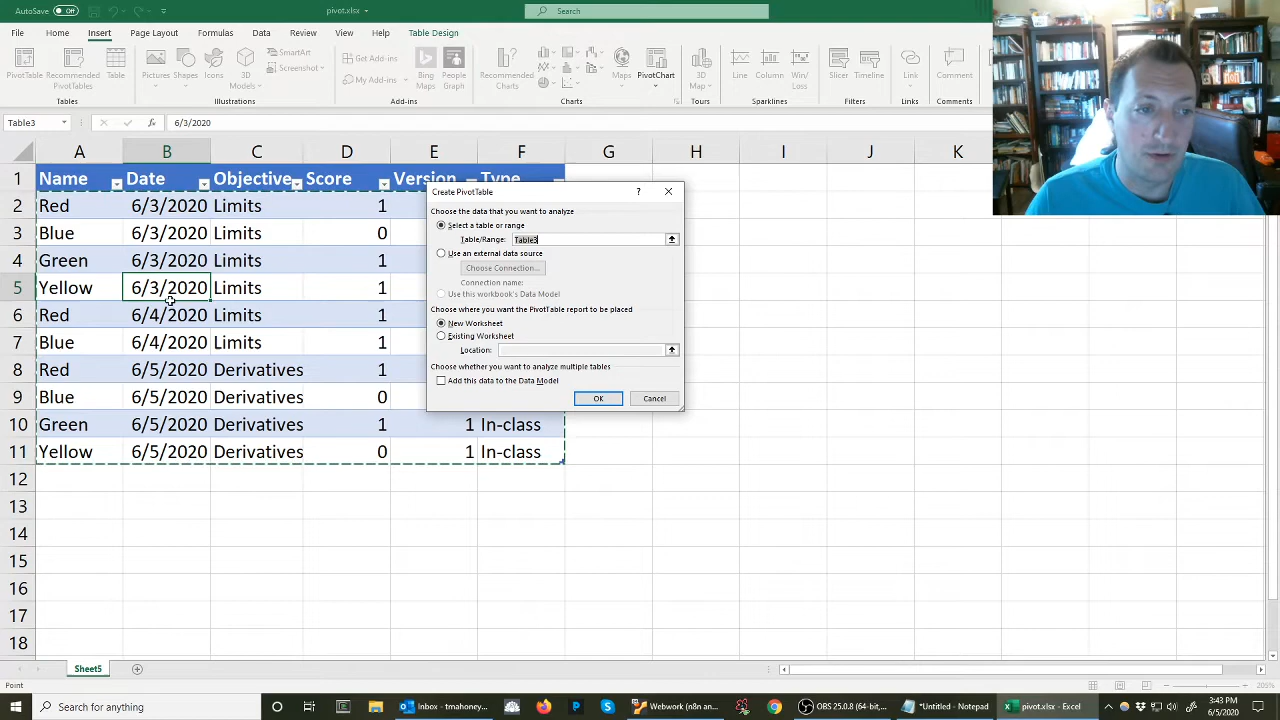 AutoSave Off pivot.xlsx Search
File Home Insert Page Layout Formulas Data Review View Help Table Design
PivotTable Recommended PivotTables Table Pictures Shapes Icons 3D Models SmartArt Screenshot Get Add-ins My Add-ins Bing Maps People Graph Recommended Charts Maps PivotChart 3D Map Line Column Win/Loss Slicer Timeline Link Comment
Tables Illustrations Add-ins Charts Tours Sparklines Filters Links Comments
Table3 fx 6/3/2020
A B C D E F G H I J K
1 Name Date Objective Score Version Type
2 Red 6/3/2020 Limits 1
3 Blue 6/3/2020 Limits 0
4 Green 6/3/2020 Limits 1
5 Yellow 6/3/2020 Limits 1
6 Red 6/4/2020 Limits 1
7 Blue 6/4/2020 Limits 1
8 Red 6/5/2020 Derivatives 1
9 Blue 6/5/2020 Derivatives 0
10 Green 6/5/2020 Derivatives 1 1 In-class
11 Yellow 6/5/2020 Derivatives 0 1 In-class
12
13
14
15
16
17
18
Create PivotTable ?
Choose the data that you want to analyze
Select a table or range
Table/Range: Table3
Use an external data source
Choose Connection...
Connection name:
Use this workbook's Data Model
Choose where you want the PivotTable report to be placed
New Worksheet
Existing Worksheet
Location:
Choose whether you want to analyze multiple tables
Add this data to the Data Model
OK Cancel
Sheet5
Point 205%
Type here to search Inbox - tmahoney... Webwork (n8n an... OBS 25.0.8 (64-bit,... *Untitled - Notepad pivot.xlsx - Excel 3:43 PM
6/5/2020